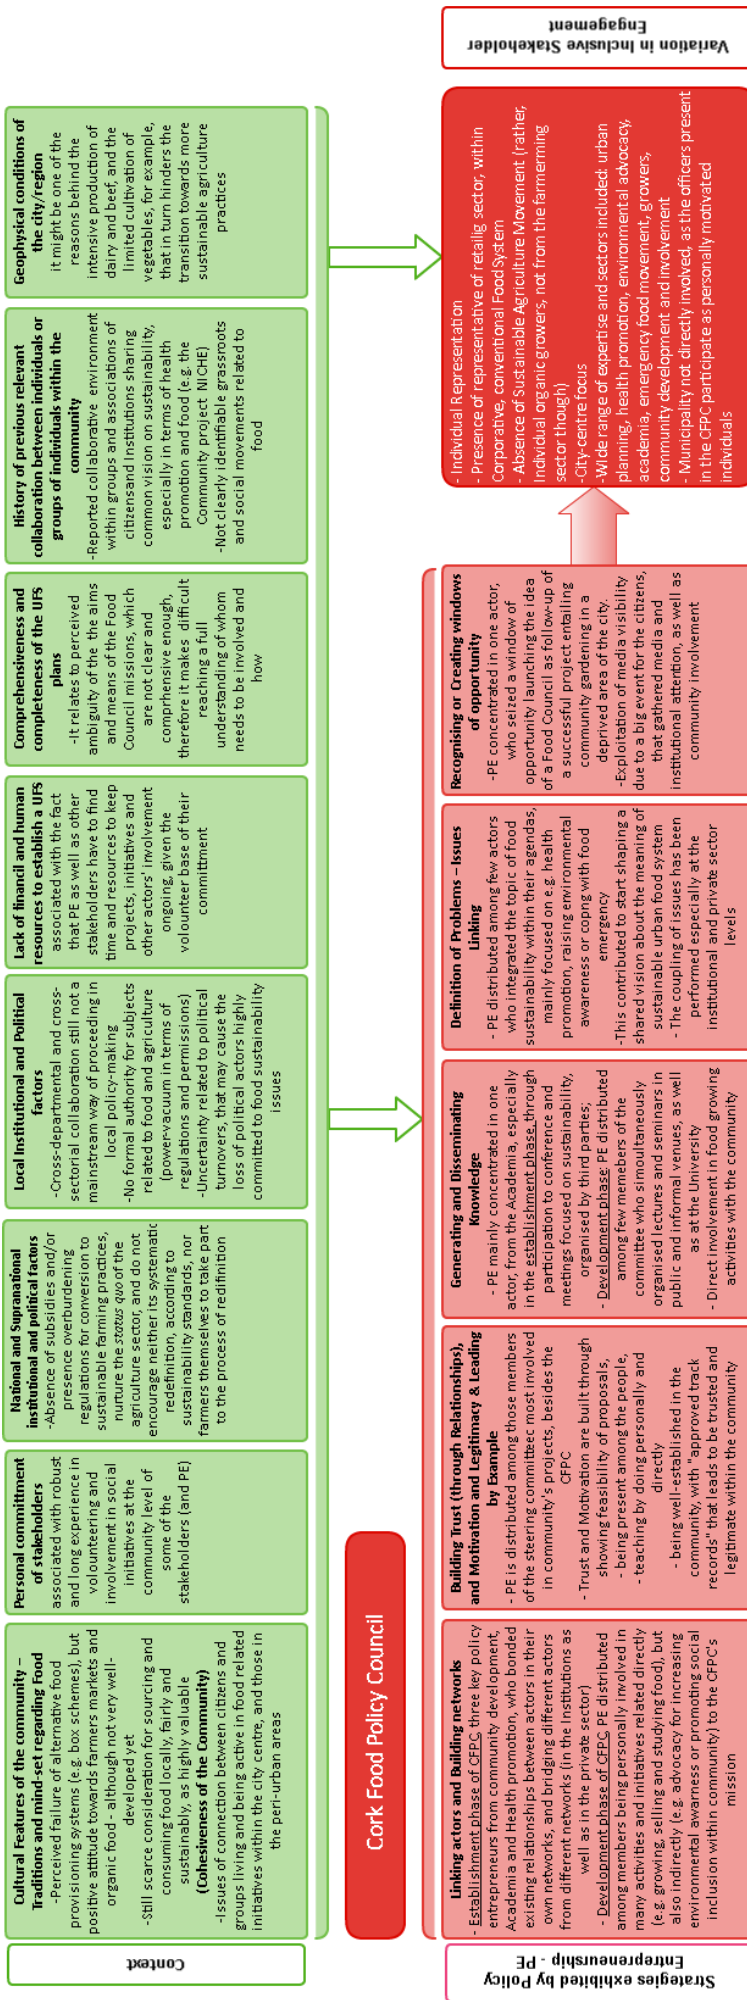 Context
Cultural Features of the community –
Traditions and mind-set regarding Food
-Perceived failure of alternative food
provisioning systems (e.g. box schemes), but
positive attitude towards farmers markets and
organic food - although not very well-
developed yet
-Still scarce consideration for sourcing and
consuming food locally, fairly and
sustainably, as highly valuable
(Cohesiveness of the Community)
-Issues of connection between citizens and
groups living and being active in food related
initiatives within the city centre, and those in
the peri-urban areas
Personal commitment
of stakeholders
associated with robust
and long experience in
volounteering and
involvement in social
initiatives at the
community level of
some of the
stakeholders (and PE)
National and Supranational
institutional and political factors
-Absence of subsidies and/or
presence overburdening
regulations for conversion to
sustainable farming practices,
nurture the status quo of the
agriculture sector, and do not
encourage neither its systematic
redefinition, according to
sustainability standards, nor
farmers themselves to take part
to the process of redifinition
Local Institutional and Political
factors
-Cross-departmental and cross-
sectorial collaboration still not a
mainstream way of proceeding in
local policy-making
-No formal authority for subjects
related to food and agriculture
(power-vacuum in terms of
regulations and permissions)
-Uncertainty related to political
turnovers, that may cause the
loss of political actors highly
committed to food sustainability
issues
Lack of financil and human
resources to establish a UFS
associated with the fact
that PE as well as other
stakeholders have to find
time and resources to keep
projects, initiatives and
other actors' involvement
ongoing, given the
volunteer base of their
committment
Comprehensiveness and
completeness of the UFS
plans
-It relates to perceived
ambiguity of the the aims
and means of the Food
Council missions, which
are not clear and
comprhensive enough,
therefore it makes difficult
reaching a full
understanding of whom
needs to be involved and
how
History of previous relevant
collaboration between individuals or
groups of individuals within the
community
-Reported collaborative environment
within groups and associations of
citizensand Institutions sharing
common vision on sustainability,
especially in terms of health
promotion and food (e.g. the
Community project NICHE)
-Not clearly identifiable grassroots
and social movements related to
food
Geophysical conditions of
the city/region
it might be one of the
reasons behind the
intensive production of
dairy and beef, and the
limited cultivation of
vegetables, for example,
that in turn hinders the
transition towards more
sustainable agriculture
practices
Cork Food Policy Council
Strategies exhibited by Policy
Entrepreneurship - PE
Linking actors and Building networks
- Establishment phase of CFPC, three key policy
entrepreneurs from community development,
Academia and Health promotion, who bonded
existing relationships between actors in their
own networks, and bridging different actors
from different networks (in the Institutions as
well as in the private sector)
- Development phase of CFPC, PE distributed
among members being personally involved in
many activities and initiatives related directly
(e.g. growing, selling and studying food), but
also indirectly (e.g. advocacy for increasing
environmental awarness or promoting social
inclusion within community) to the CFPC's
mission
Building Trust (through Relationships),
and Motivation and Legitimacy & Leading
by Example
- PE is distributed among those members
of the steering committeec most involved
in community's projects, besides the
CFPC
- Trust and Motivation are built through
showing feasibility of proposals,
- being present among the people,
- teaching by doing personally and
directly
- being well-established in the
community, with "approved track
records" that leads to be trusted and
legitimate within the community
Generating and Disseminating
Knowledge
- PE mainly concentrated in one
actor, from the Academia, especially
in the establishment phase, through
participation to conference and
meetings focused on sustainability,
organised by third parties;
- Development phase: PE distributed
among few memebers of the
committee who simultaneously
organised lectures and seminars in
public and informal venues, as well
as at the University
- Direct involvement in food growing
activities with the community
Definition of Problems – Issues
Linking
- PE distributed among few actors
who integrated the topic of food
sustainability within their agendas,
mainly focused on e.g. health
promotion, raising environmental
awareness or copng with food
emergency
-This contributed to start shaping a
shared vision about the meaning of
sustainable urban food system
- The coupling of issues has been
performed especially at the
institutional and private sector
levels
Recognising or Creating windows
of opportunity
-PE concentrated in one actor,
who seized a window of
opportunity launching the idea
of a Food Council as follow-up of
a successful project entailing
community gardening in a
deprived area of the city.
-Exploitation of media visibility
due to a big event for the citizens,
that gathered media and
institutional attention, as well as
community involvement
- Individual Representation
- Presence of representative of retailig sector, within
Corporative, conventional Food System
- Absence of Sustainable Agriculture Movement (rather,
Individual organic growers, not from the farmerming
sector though)
-City-centre focus
-Wide range of expertise and sectors included: urban
planning, health promotion, environmental advocacy,
academia, emergency food movement, growers,
community development and involvement
- Municipality not directly involved, as the officers present
in the CFPC participate as personally motivated
individuals
Variation in Inclusive Stakeholder
Engagement